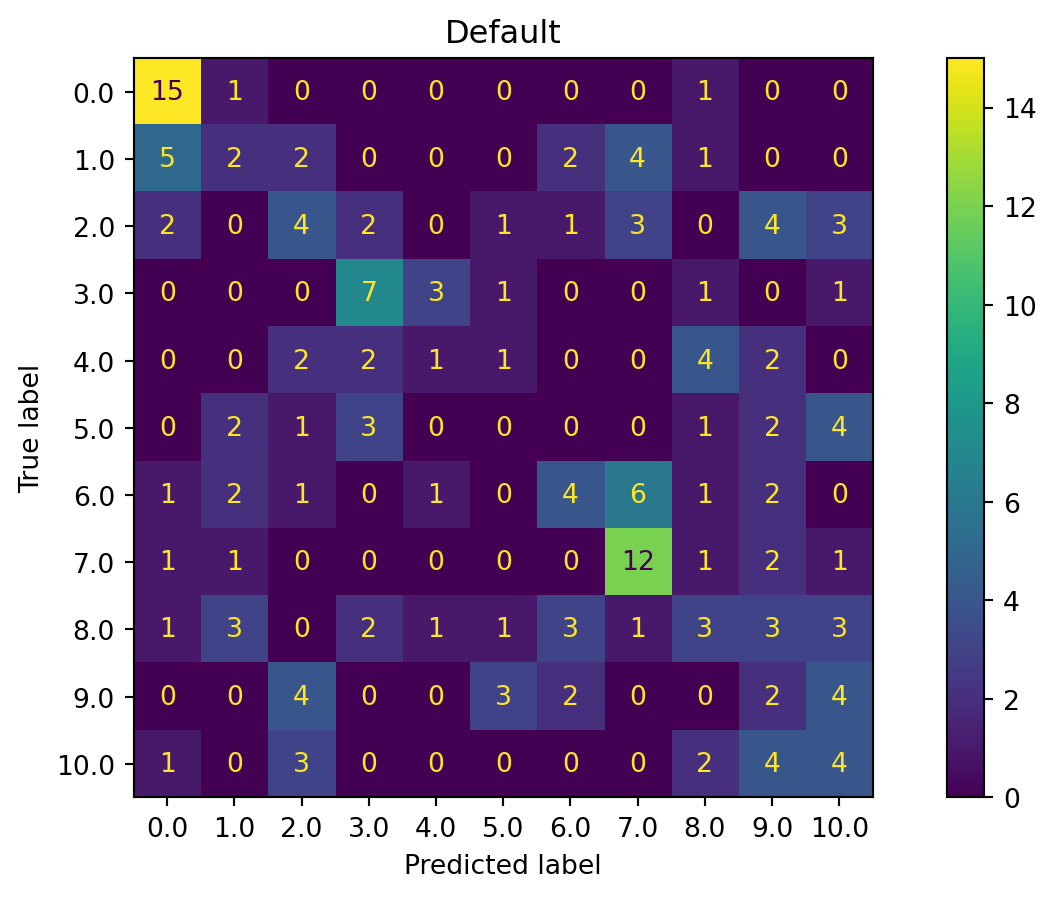 Default
0.0 15 1 0 0 0 0 0 0 1 0 0
1.0 5 2 2 0 0 0 2 4 1 0 0
2.0 2 0 4 2 0 1 1 3 0 4 3
3.0 0 0 0 7 3 1 0 0 1 0 1
4.0 0 0 2 2 1 1 0 0 4 2 0
5.0 0 2 1 3 0 0 0 0 1 2 4
6.0 1 2 1 0 1 0 4 6 1 2 0
7.0 1 1 0 0 0 0 0 12 1 2 1
8.0 1 3 0 2 1 1 3 1 3 3 3
9.0 0 0 4 0 0 3 2 0 0 2 4
10.0 1 0 3 0 0 0 0 0 2 4 4
0.0 1.0 2.0 3.0 4.0 5.0 6.0 7.0 8.0 9.0 10.0
Predicted label
True label
14
12
10
8
6
4
2
0